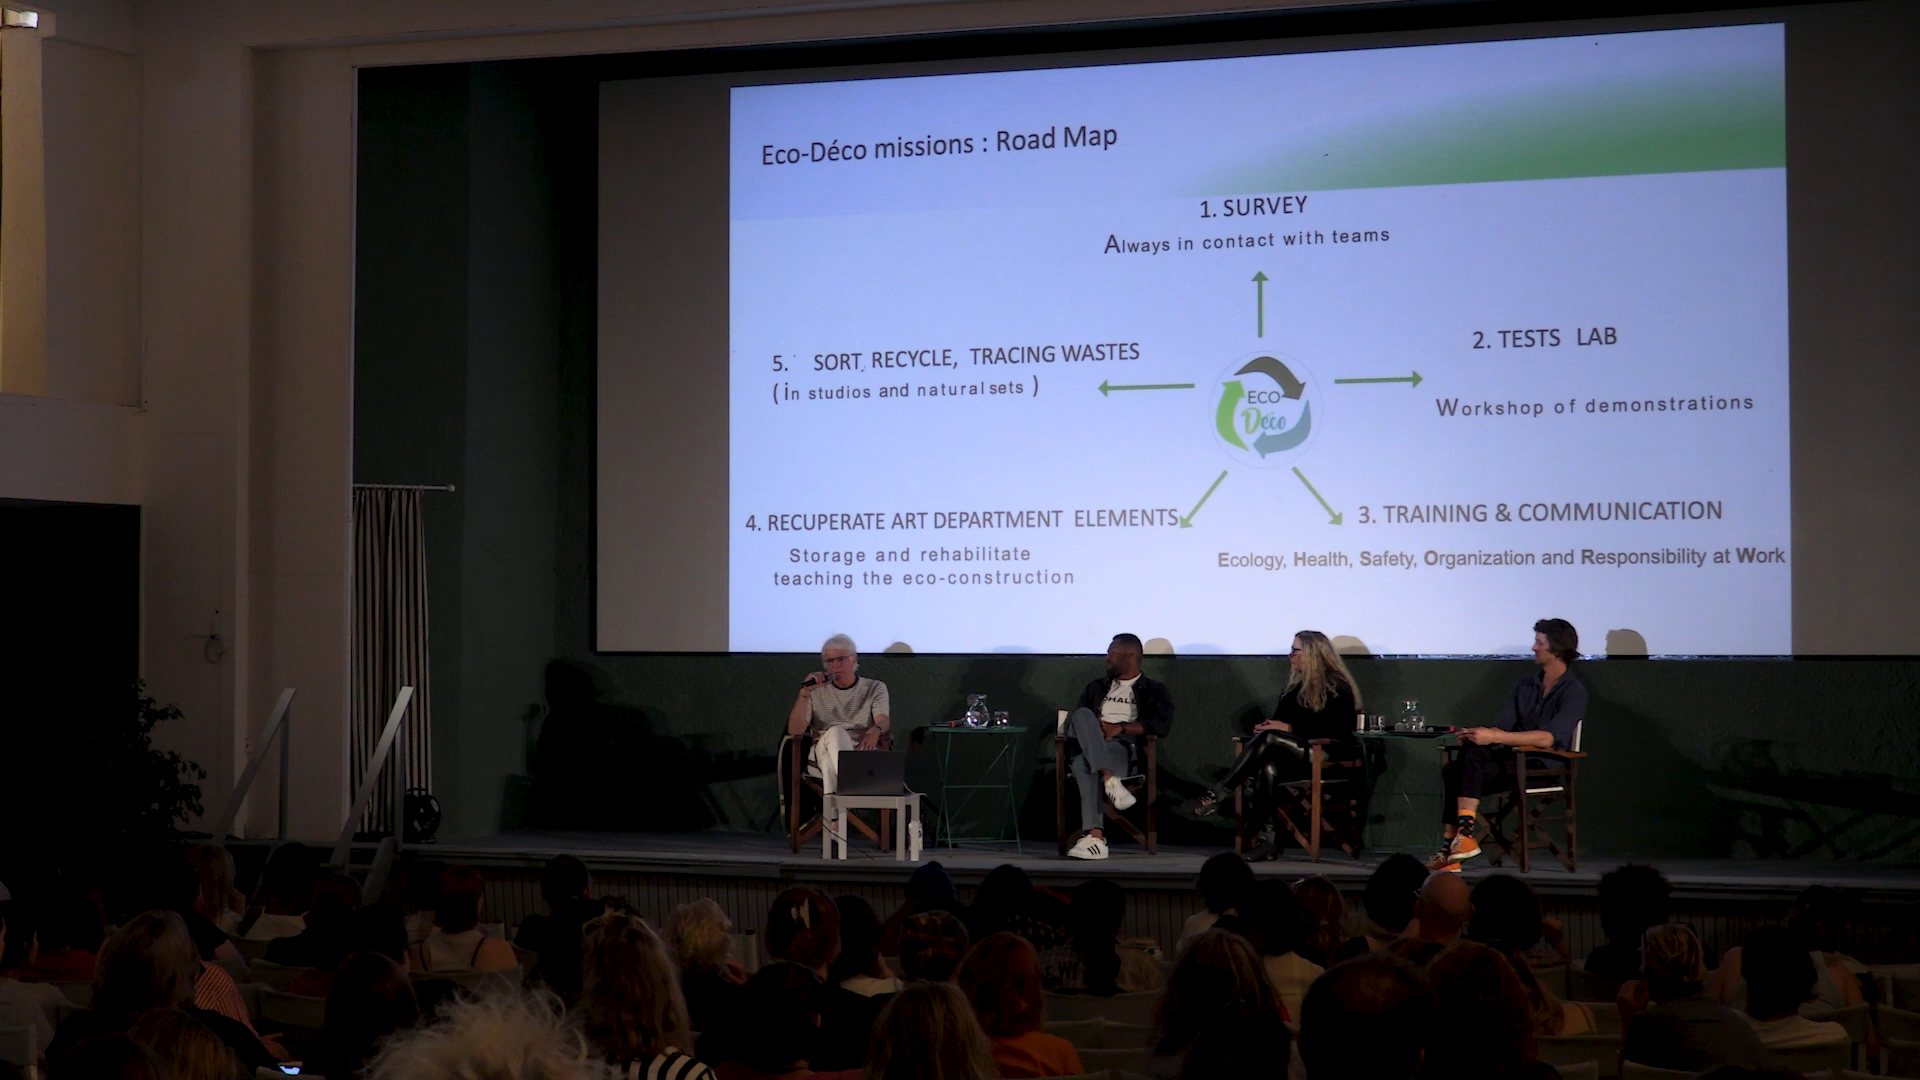 Eco-Déco missions : Road Map
1. SURVEY
Always in contact with teams
2. TESTS LAB
Workshop of demonstrations
3. TRAINING & COMMUNICATION
Ecology, Health, Safety, Organization and Responsibility at Work
4. RECUPERATE ART DEPARTMENT ELEMENTS
Storage and rehabilitate
teaching the eco-construction
5. SORT, RECYCLE, TRACING WASTES
( in studios and natural sets )
ECO
Déco